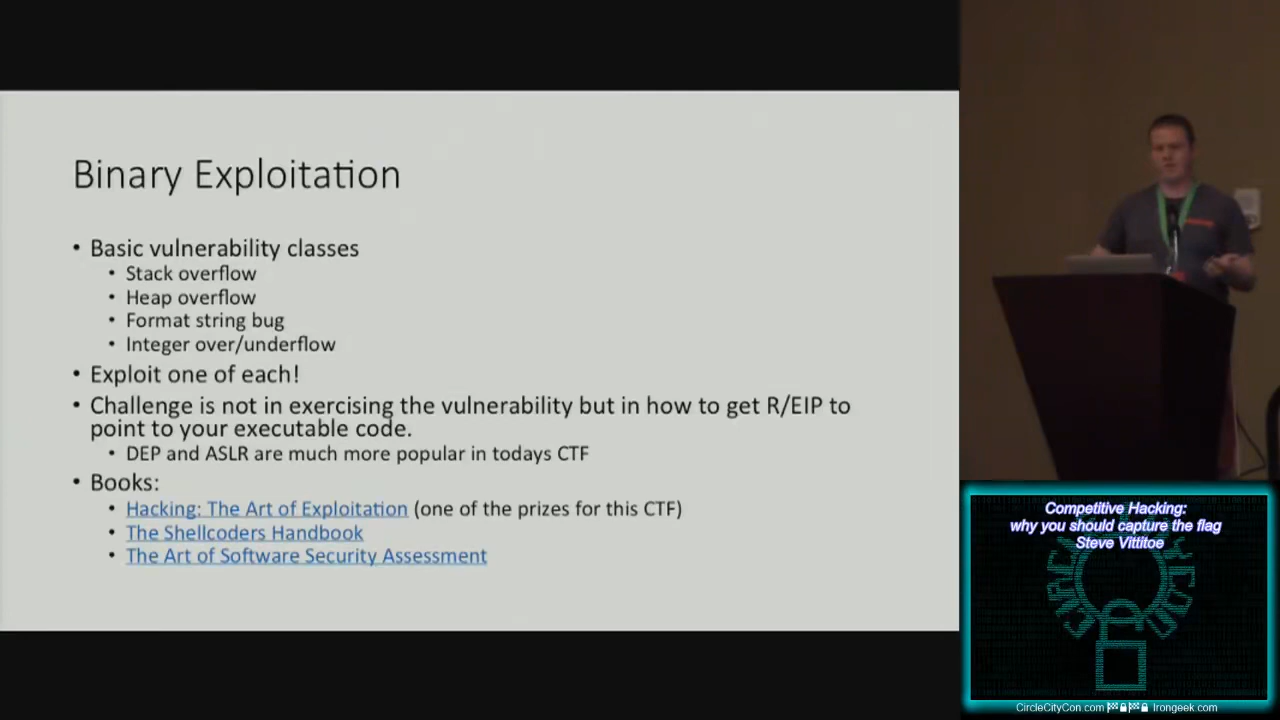 Binary Exploitation
• Basic vulnerability classes
• Stack overflow
• Heap overflow
• Format string bug
• Integer over/underflow
• Exploit one of each!
• Challenge is not in exercising the vulnerability but in how to get R/EIP to
point to your executable code.
• DEP and ASLR are much more popular in todays CTF
• Books:
• Hacking: The Art of Exploitation (one of the prizes for this CTF)
• The Shellcoders Handbook
• The Art of Software Security Assessment
Competitive Hacking:
why you should capture the flag
Steve Vittitoe
CircleCityCon.com Irongeek.com